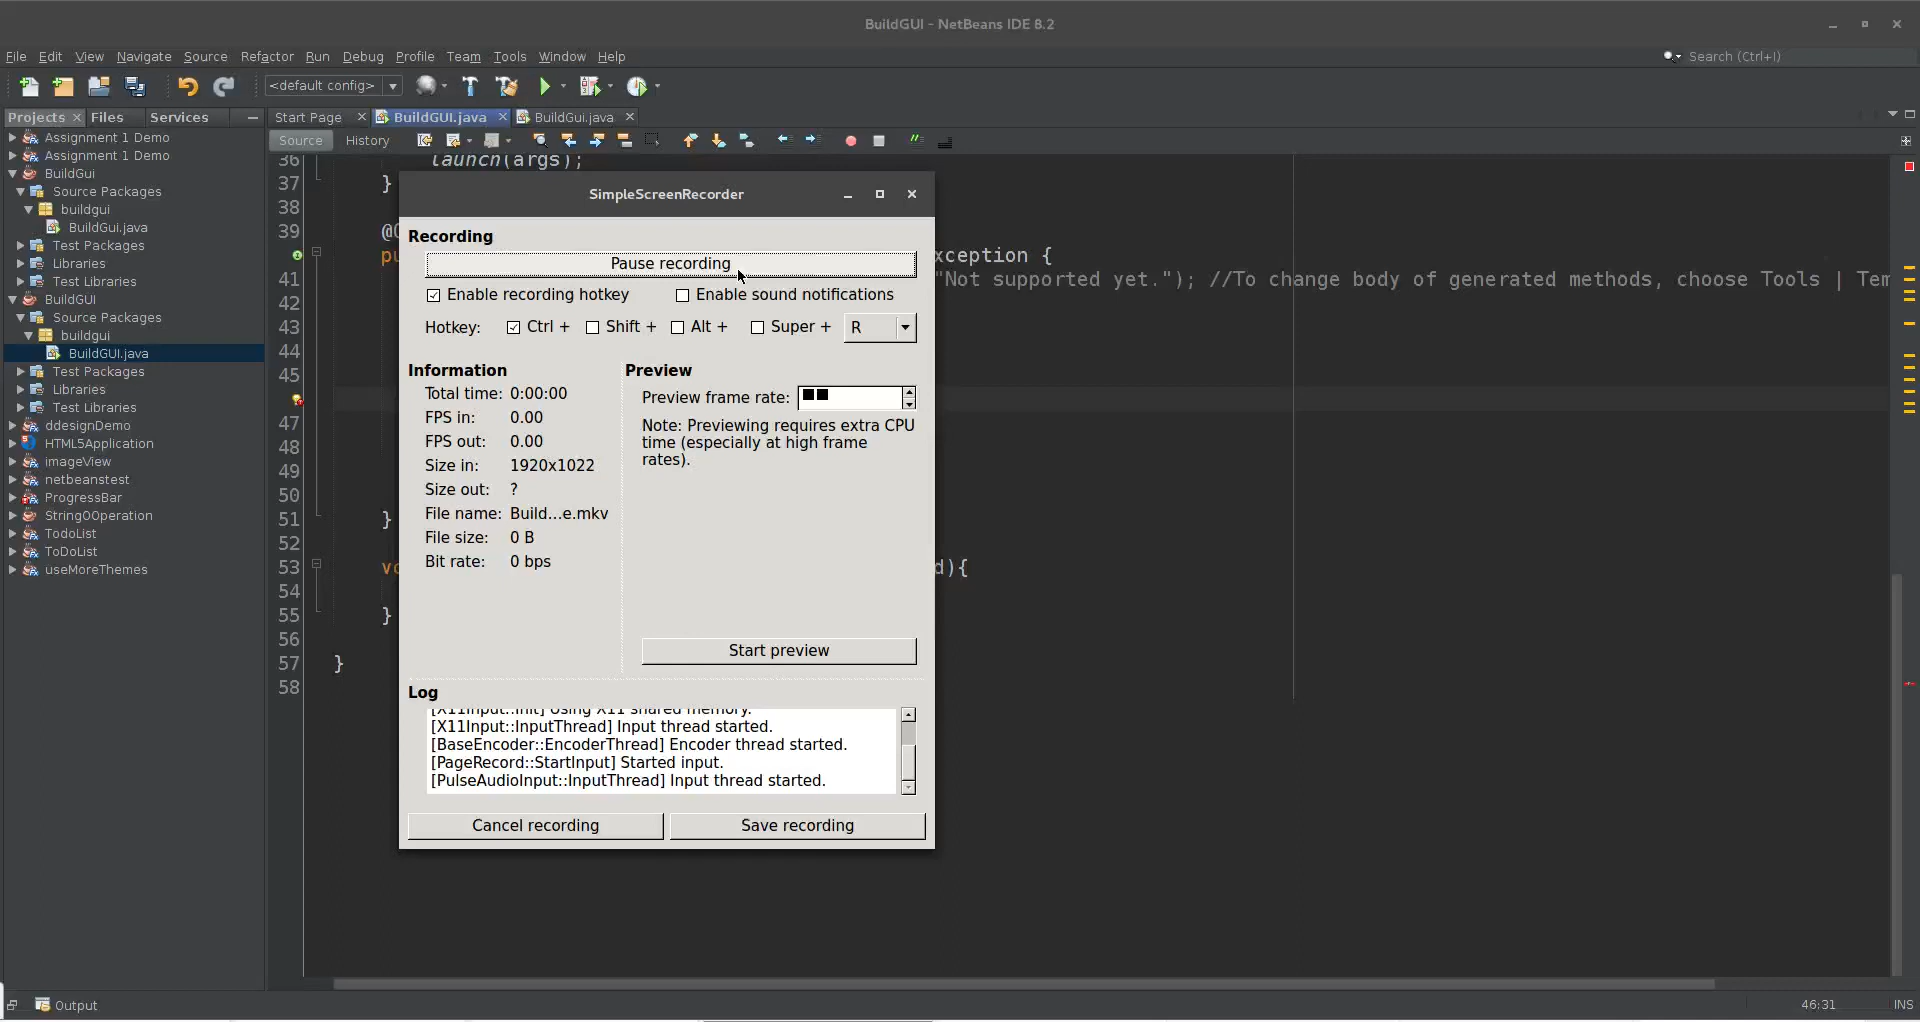 BuildGUI - NetBeans IDE 8.2
File Edit View Navigate Source Refactor Run Debug Profile Team Tools Window Help
Search (Ctrl+I)
<default config>
Projects Files Services
Start Page BuildGUI.java BuildGui.java
Source History
Assignment 1 Demo
Assignment 1 Demo
BuildGui
Source Packages
buildgui
BuildGui.java
Test Packages
Libraries
Test Libraries
BuildGUI
Source Packages
buildgui
BuildGUI.java
Test Packages
Libraries
Test Libraries
ddesignDemo
HTML5Application
imageView
netbeanstest
ProgressBar
StringOOperation
TodoList
ToDoList
useMoreThemes
36 launch(args);
37 }
38
39 @
xception {
41 "Not supported yet."); //To change body of generated methods, choose Tools | Tem
42
43
44
45
47
48
49
50
51 }
52
53 d){
54
55 }
56
57 }
58
SimpleScreenRecorder
Recording
Pause recording
Enable recording hotkey Enable sound notifications
Hotkey: Ctrl + Shift + Alt + Super + R
Information
Total time: 0:00:00
FPS in: 0.00
FPS out: 0.00
Size in: 1920x1022
Size out: ?
File name: Build...e.mkv
File size: 0 B
Bit rate: 0 bps
Preview
Preview frame rate:
Note: Previewing requires extra CPU
time (especially at high frame
rates).
Start preview
Log
[X11Input::Init] Using X11 shared memory.
[X11Input::InputThread] Input thread started.
[BaseEncoder::EncoderThread] Encoder thread started.
[PageRecord::StartInput] Started input.
[PulseAudioInput::InputThread] Input thread started.
Cancel recording Save recording
Output
46:31 INS